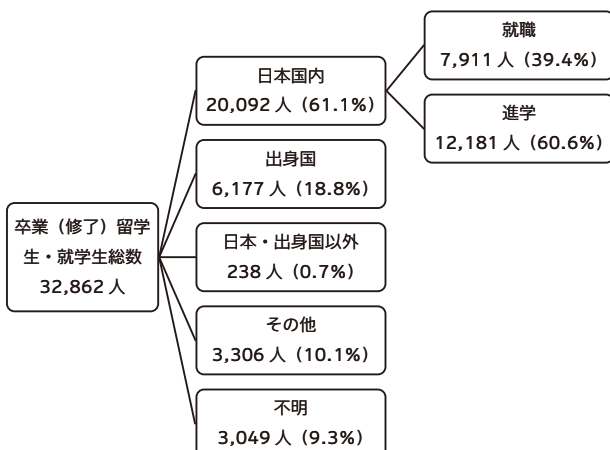 卒業（修了）留学
生・就学生総数
32,862 人
日本国内
20,092 人（61.1%）
就職
7,911 人（39.4%）
進学
12,181 人（60.6%）
出身国
6,177 人（18.8%）
日本・出身国以外
238 人（0.7%）
その他
3,306 人（10.1%）
不明
3,049 人（9.3%）